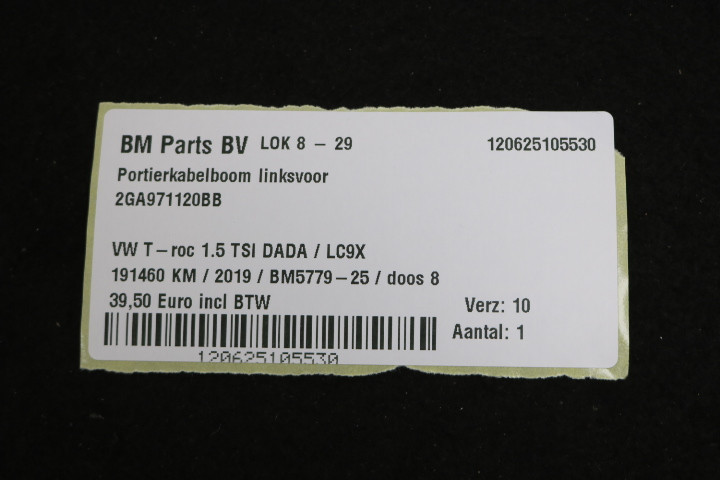 BM Parts BV LOK 8 - 29 120625105530
Portierkabelboom linksvoor
2GA971120BB
VW T-roc 1.5 TSI DADA / LC9X
191460 KM / 2019 / BM5779-25 / doos 8
39,50 Euro incl BTW Verz: 10
Aantal: 1
120625105530